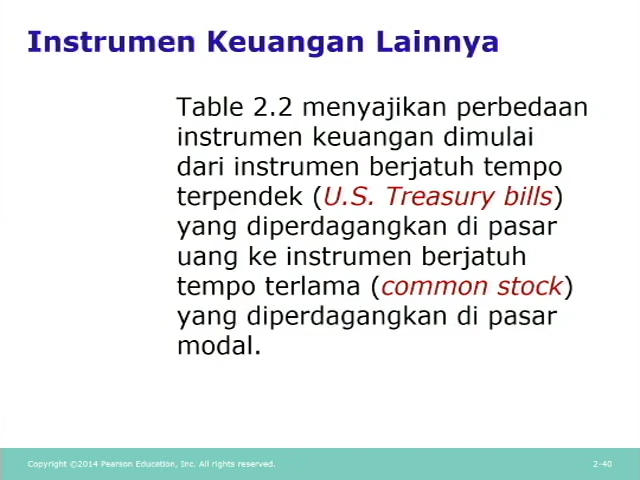 Instrumen Keuangan Lainnya
Table 2.2 menyajikan perbedaan
instrumen keuangan dimulai
dari instrumen berjatuh tempo
terpendek (U.S. Treasury bills)
yang diperdagangkan di pasar
uang ke instrumen berjatuh
tempo terlama (common stock)
yang diperdagangkan di pasar
modal.
Copyright ©2014 Pearson Education, Inc. All rights reserved.
2-40